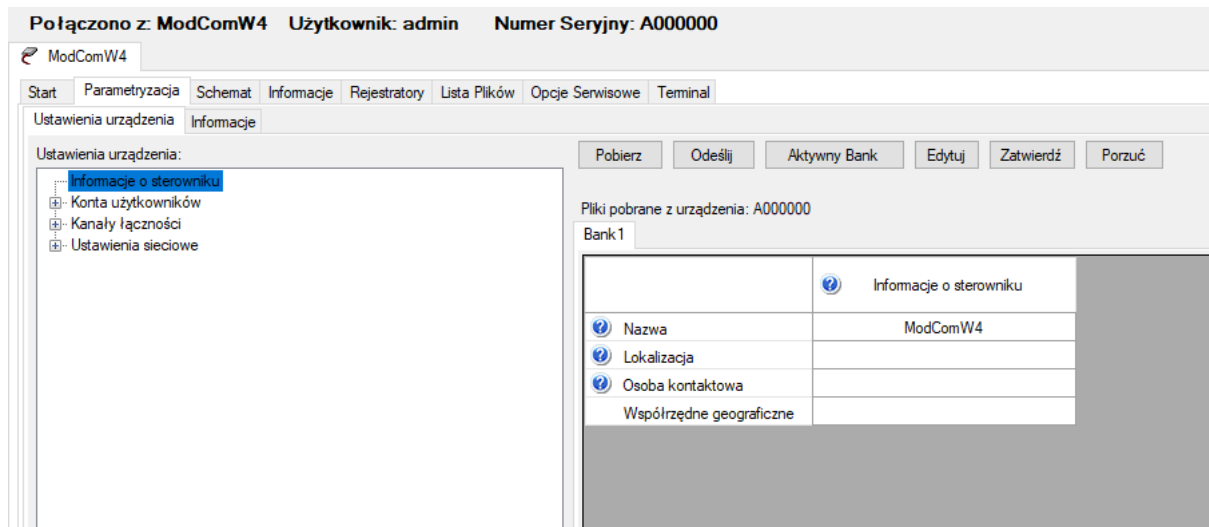 Połączono z: ModComW4 Użytkownik: admin Numer Seryjny: A000000
ModComW4
Start Parametryzacja Schemat Informacje Rejestratory Lista Plików Opcje Serwisowe Terminal
Ustawienia urządzenia Informacje
Ustawienia urządzenia:
Informacje o sterowniku
Konta użytkowników
Kanały łączności
Ustawienia sieciowe
Pobierz Odeślij Aktywny Bank Edytuj Zatwierdź Porzuć
Pliki pobrane z urządzenia: A000000
Bank1
Informacje o sterowniku
Nazwa ModComW4
Lokalizacja
Osoba kontaktowa
Współrzędne geograficzne